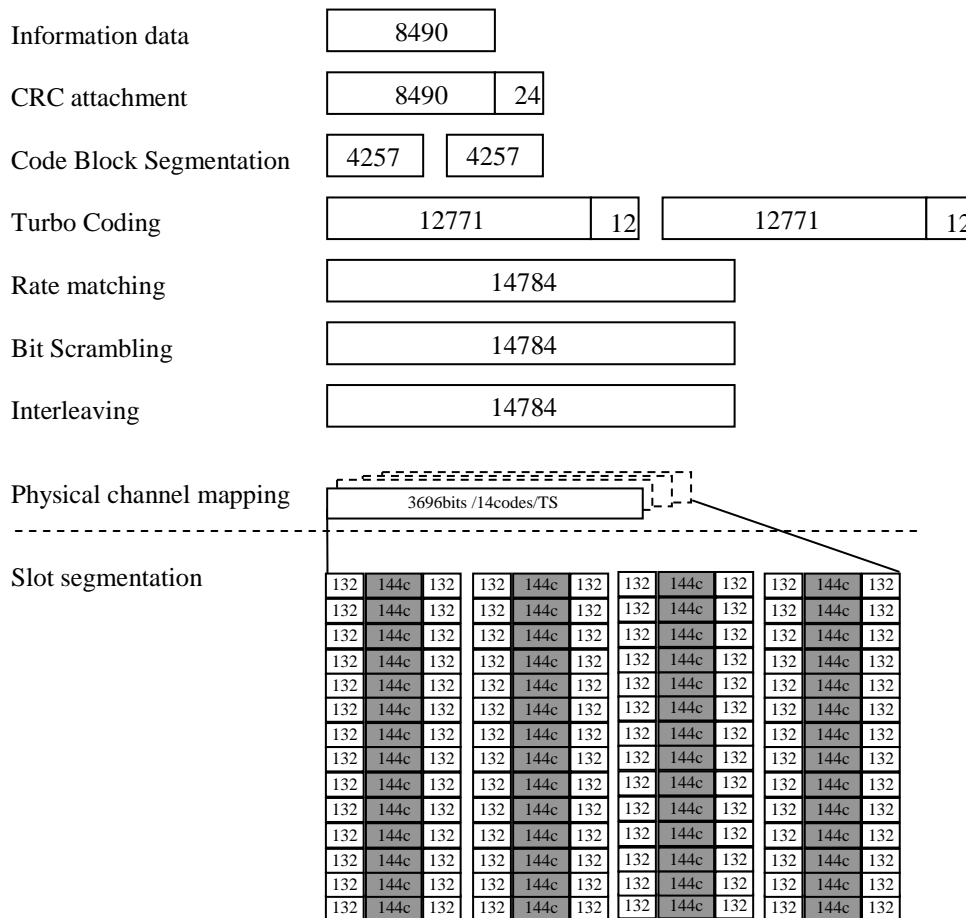 Information data 8490
CRC attachment 8490 24
Code Block Segmentation 4257 4257
Turbo Coding 12771 12 12771 12
Rate matching 14784
Bit Scrambling 14784
Interleaving 14784
Physical channel mapping 3696bits /14codes/TS
Slot segmentation
132 144c 132 132 144c 132 132 144c 132 132 144c 132
132 144c 132 132 144c 132 132 144c 132 132 144c 132
132 144c 132 132 144c 132 132 144c 132 132 144c 132
132 144c 132 132 144c 132 132 144c 132 132 144c 132
132 144c 132 132 144c 132 132 144c 132 132 144c 132
132 144c 132 132 144c 132 132 144c 132 132 144c 132
132 144c 132 132 144c 132 132 144c 132 132 144c 132
132 144c 132 132 144c 132 132 144c 132 132 144c 132
132 144c 132 132 144c 132 132 144c 132 132 144c 132
132 144c 132 132 144c 132 132 144c 132 132 144c 132
132 144c 132 132 144c 132 132 144c 132 132 144c 132
132 144c 132 132 144c 132 132 144c 132 132 144c 132
132 144c 132 132 144c 132 132 144c 132 132 144c 132
132 144c 132 132 144c 132 132 144c 132 132 144c 132